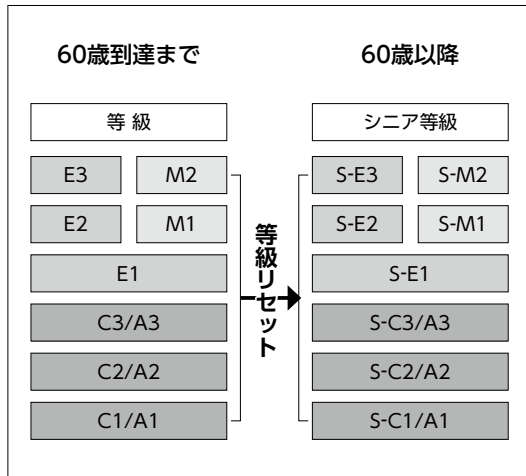 60歳到達まで
等 級
E3 M2
E2 M1
E1
C3/A3
C2/A2
C1/A1
等級リセット
60歳以降
シニア等級
S-E3 S-M2
S-E2 S-M1
S-E1
S-C3/A3
S-C2/A2
S-C1/A1